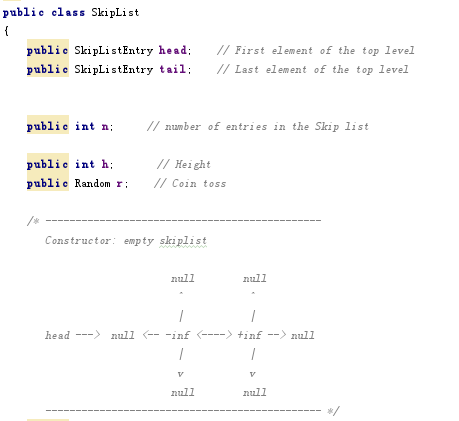 public class SkipList
{
public SkipListEntry head; // First element of the top level
public SkipListEntry tail; // Last element of the top level
public int n; // number of entries in the Skip list
public int h; // Height
public Random r; // Coin toss
/* ----------------------------------------------
Constructor: empty skiplist
null null
^ ^
| |
head ---> null <-- -inf <----> +inf --> null
| |
v v
null null
---------------------------------------------- */